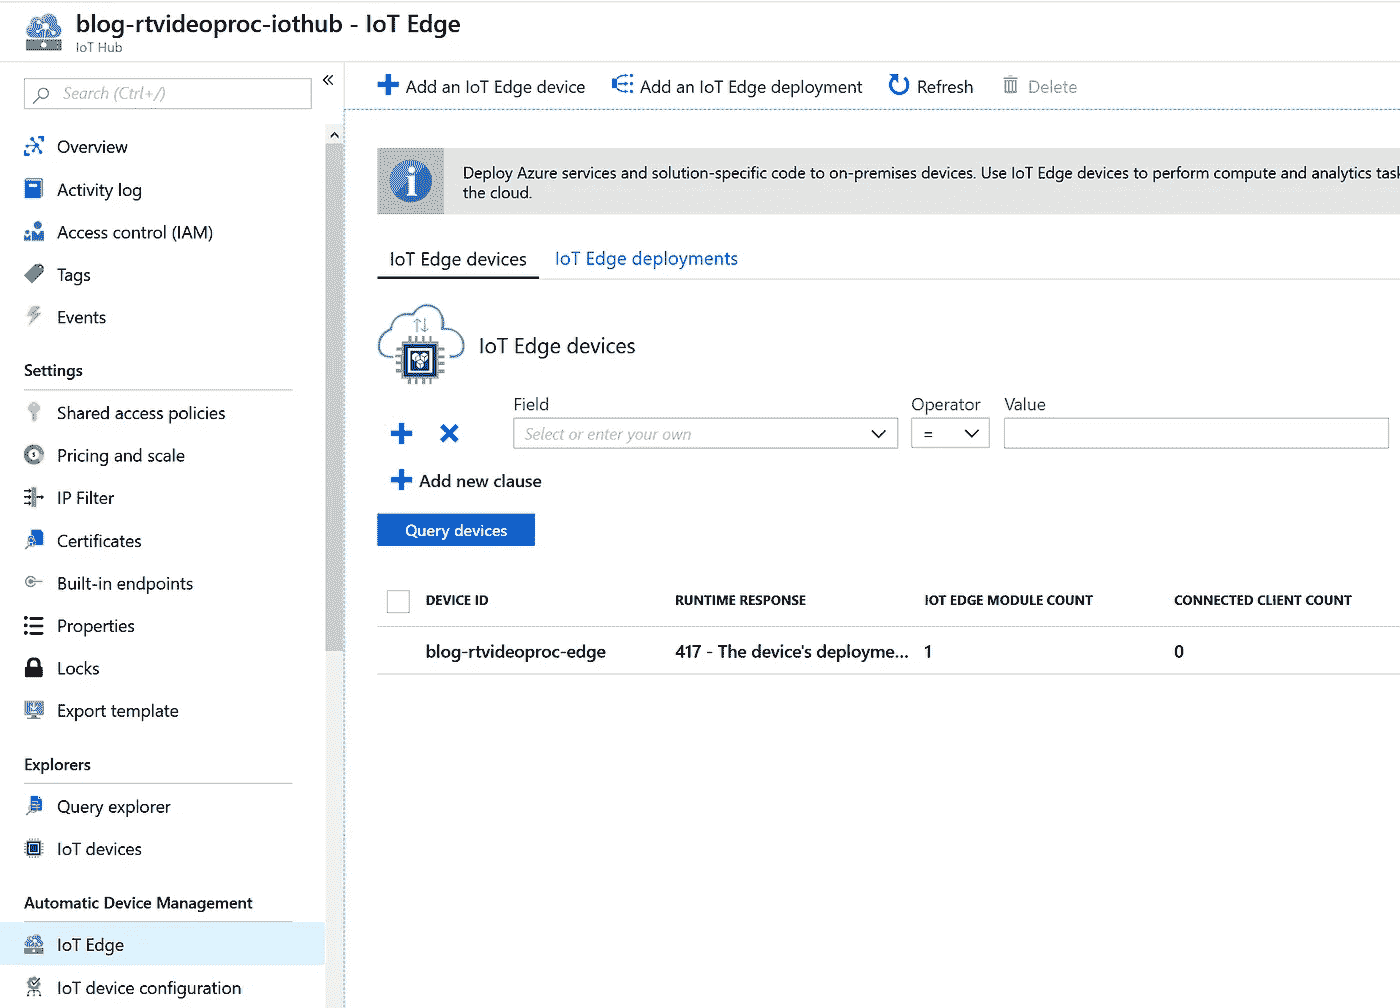 blog-rtvideoproc-iothub - IoT Edge
IoT Hub
Search (Ctrl+/)
«
Overview
Activity log
Access control (IAM)
Tags
Events
Settings
Shared access policies
Pricing and scale
IP Filter
Certificates
Built-in endpoints
Properties
Locks
Export template
Explorers
Query explorer
IoT devices
Automatic Device Management
IoT Edge
IoT device configuration
Add an IoT Edge device
Add an IoT Edge deployment
Refresh
Delete
Deploy Azure services and solution-specific code to on-premises devices. Use IoT Edge devices to perform compute and analytics tas
the cloud.
IoT Edge devices
IoT Edge deployments
IoT Edge devices
Field
Operator
Value
Select or enter your own
=
Add new clause
Query devices
DEVICE ID
RUNTIME RESPONSE
IOT EDGE MODULE COUNT
CONNECTED CLIENT COUNT
blog-rtvideoproc-edge
417 - The device's deployme...
1
0